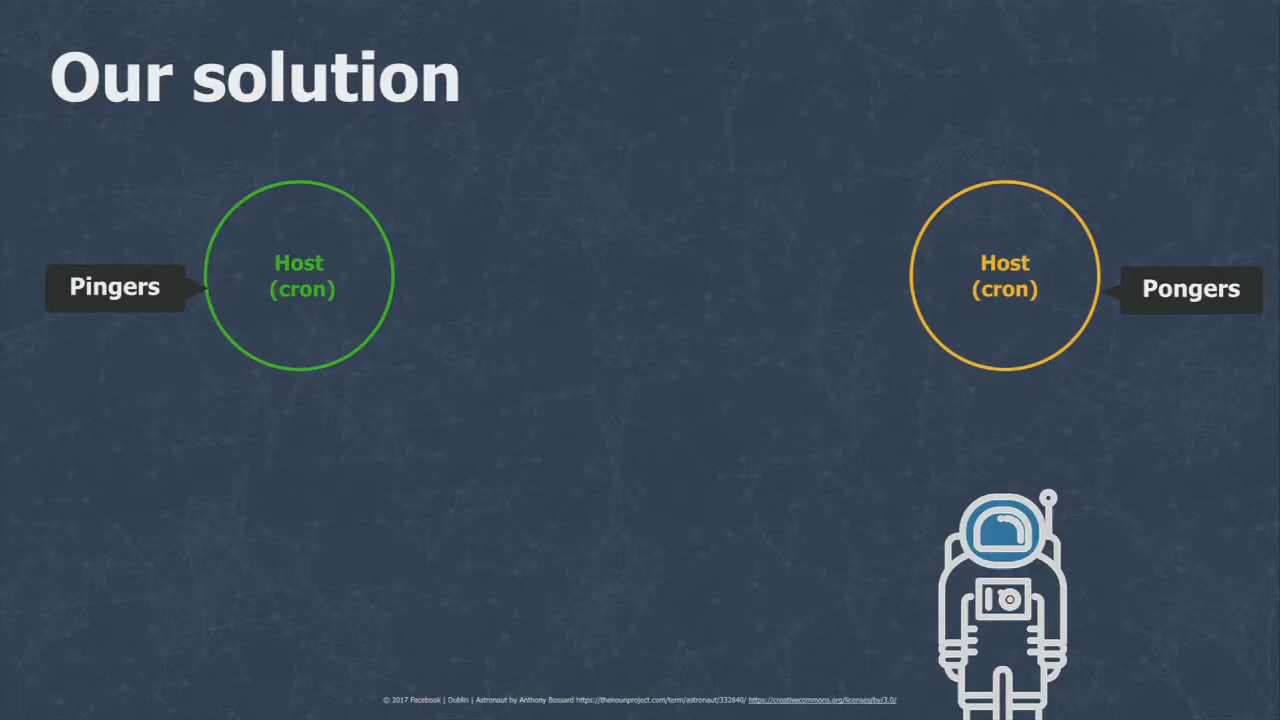 Our solution
Pingers
Host
(cron)
Host
(cron)
Pongers
© 2017 Facebook | Dublin | Astronaut by Anthony Bossard https://thenounproject.com/term/astronaut/332840/ https://creativecommons.org/licenses/by/3.0/